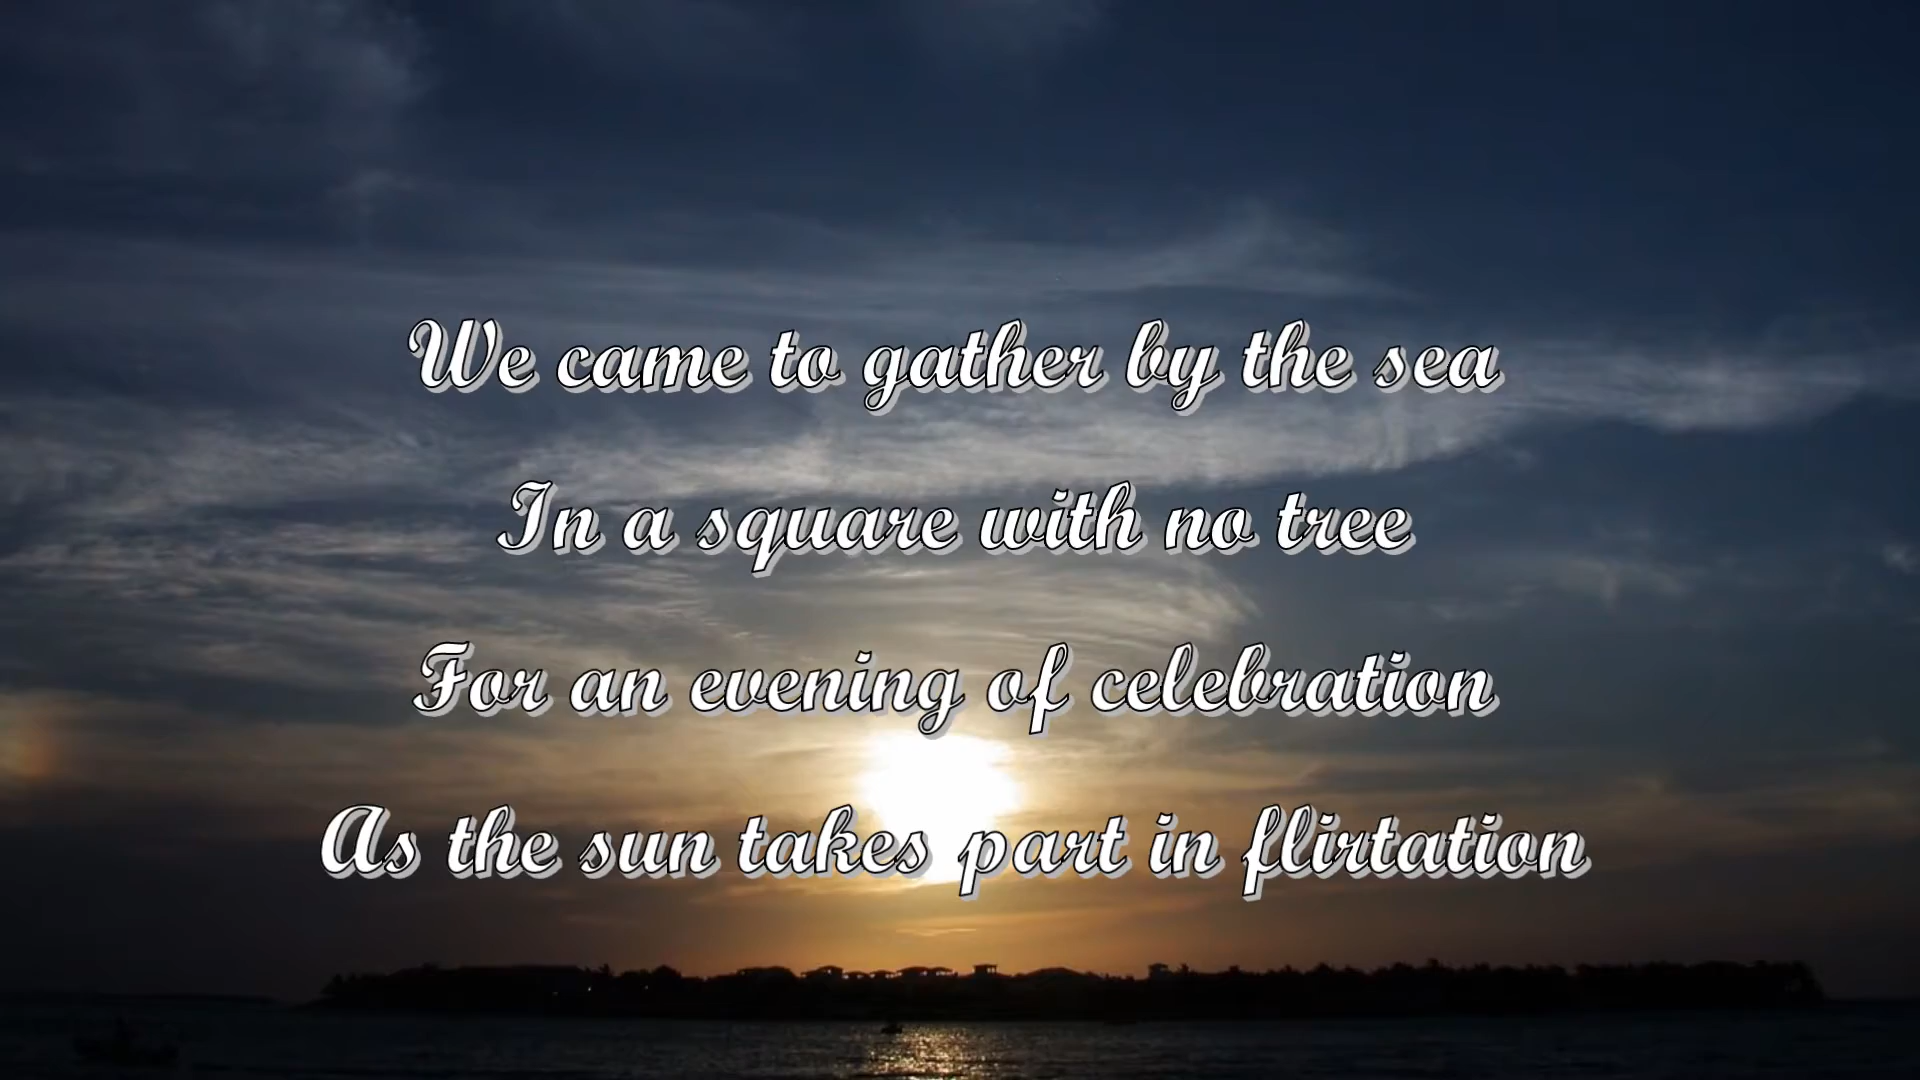 We came to gather by the sea
In a square with no tree
For an evening of celebration
As the sun takes part in flirtation